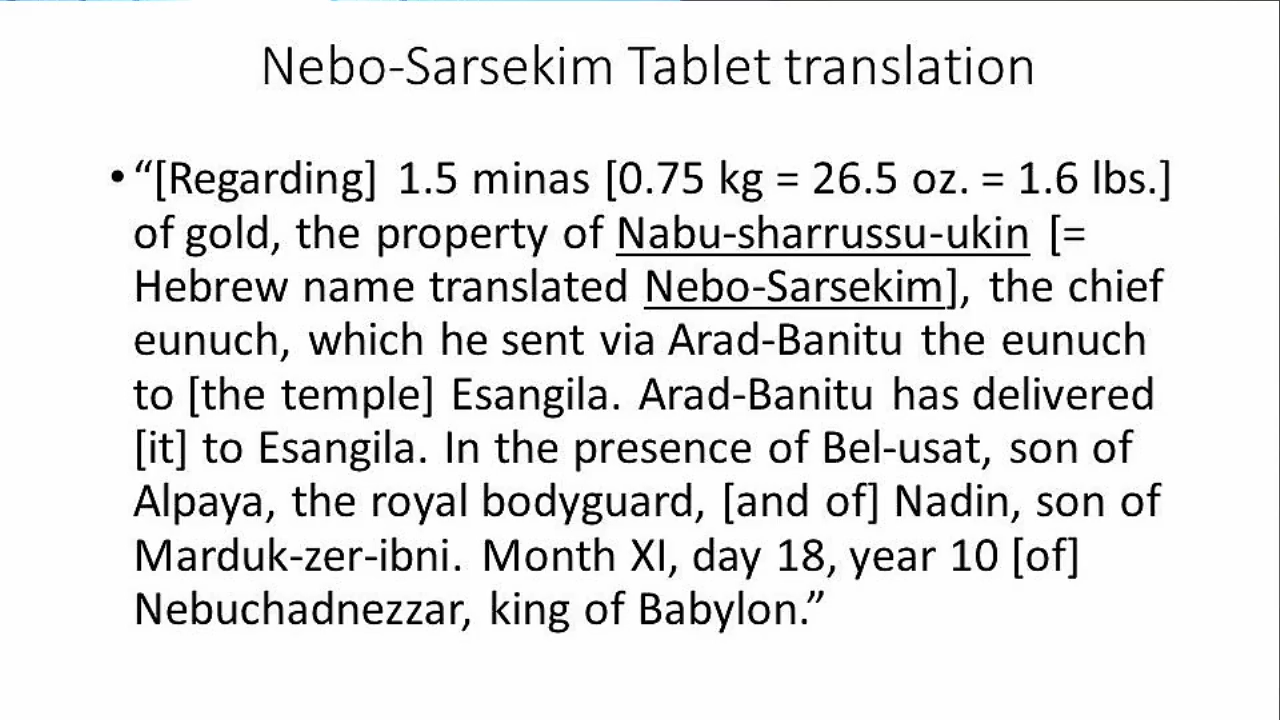 Nebo-Sarsekim Tablet translation
• “[Regarding] 1.5 minas [0.75 kg = 26.5 oz. = 1.6 lbs.]
of gold, the property of Nabu-sharrussu-ukin [=
Hebrew name translated Nebo-Sarsekim], the chief
eunuch, which he sent via Arad-Banitu the eunuch
to [the temple] Esangila. Arad-Banitu has delivered
[it] to Esangila. In the presence of Bel-usat, son of
Alpaya, the royal bodyguard, [and of] Nadin, son of
Marduk-zer-ibni. Month XI, day 18, year 10 [of]
Nebuchadnezzar, king of Babylon.”